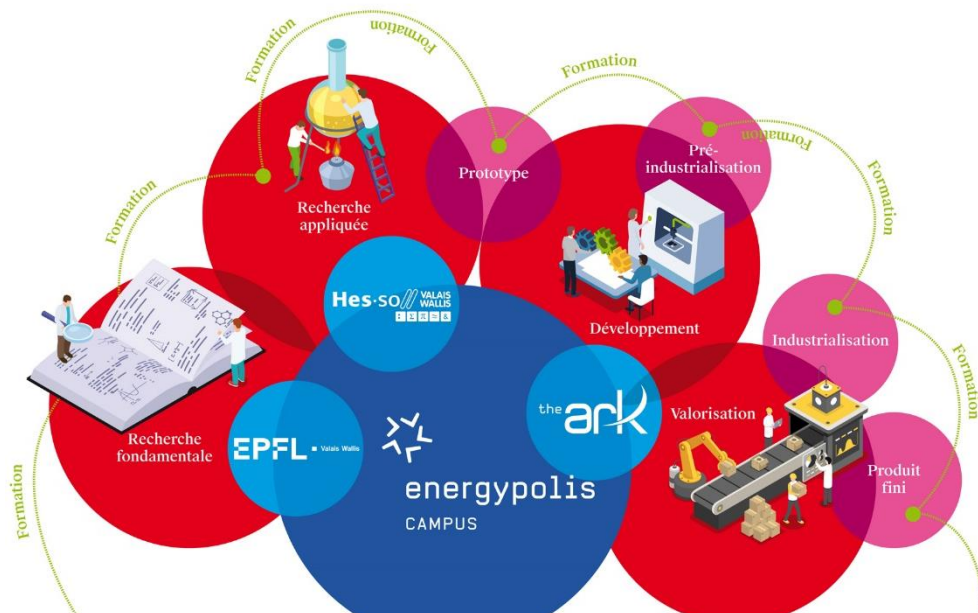 Formation
Formation
Formation
Formation
Formation
Formation
Formation
Formation
Recherche
appliquée
Prototype
Pré-
industrialisation
Hes·so// VALAIS
WALLIS
Développement
Industrialisation
Recherche
fondamentale
EPFL Valais Wallis
the ark
Valorisation
Produit
fini
energypolis
CAMPUS